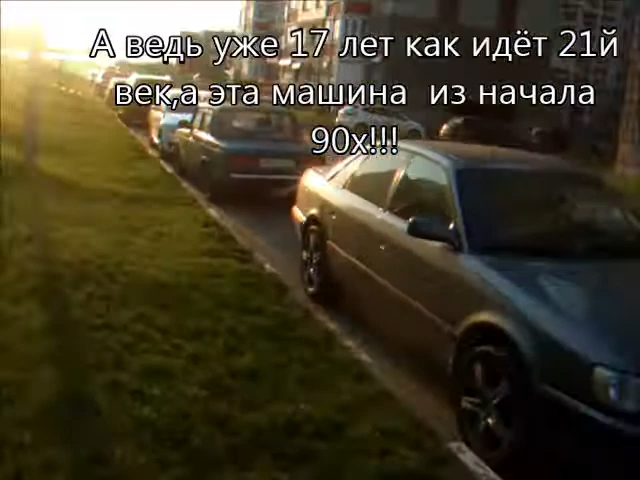 А ведь уже 17 лет как идёт 21й
век,а эта машина  из начала
90х!!!